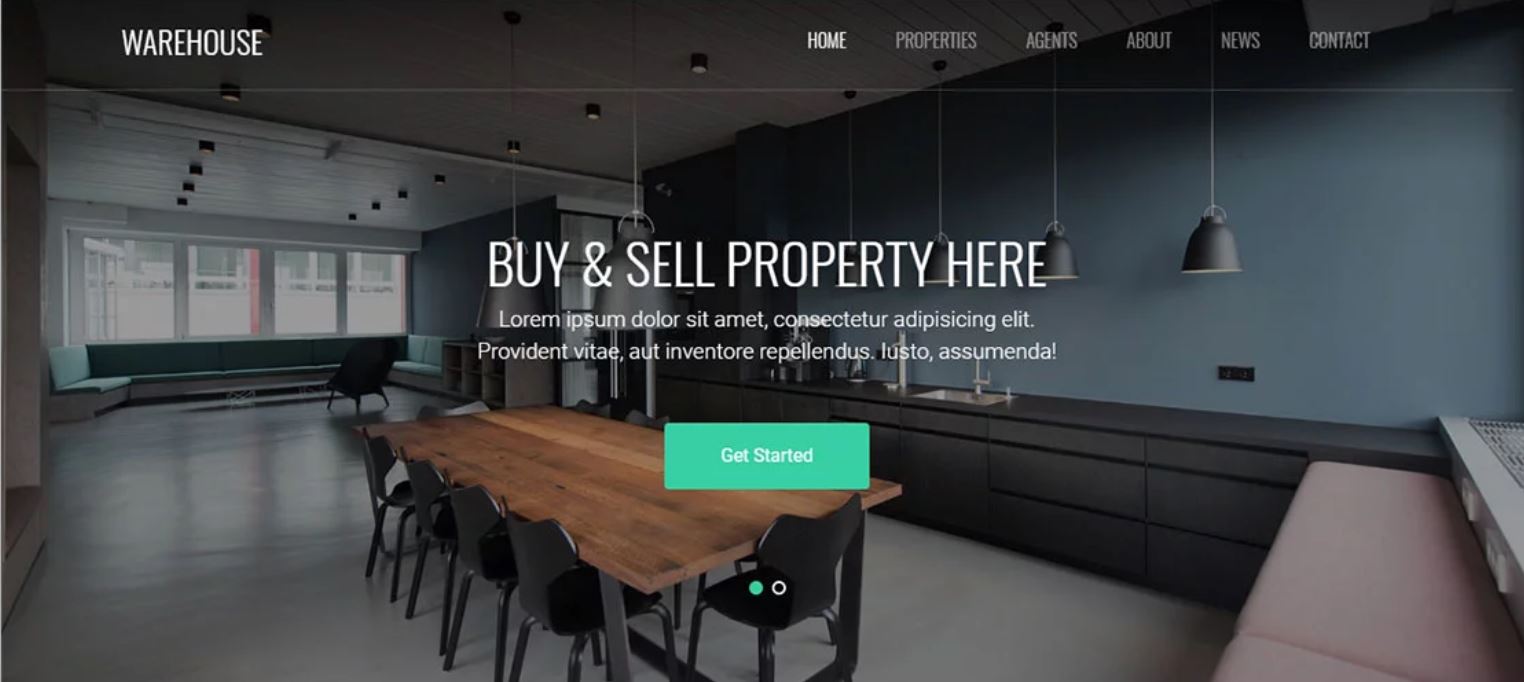 WAREHOUSE
HOME PROPERTIES AGENTS ABOUT NEWS CONTACT
BUY & SELL PROPERTY HERE
Lorem ipsum dolor sit amet, consectetur adipisicing elit.
Provident vitae, aut inventore repellendus. Iusto, assumenda!
Get Started